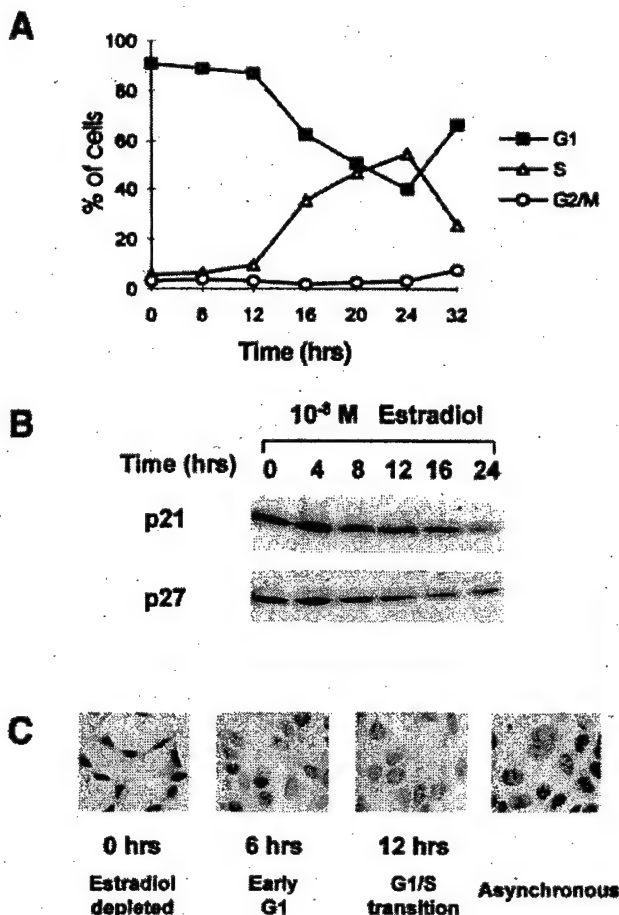 A
100
80
60
40
20
0
% of cells
0 6 12 16 20 24 32
Time (hrs)
G1
S
G2/M
B
10⁻⁸ M Estradiol
Time (hrs) 0 4 8 12 16 24
p21
p27
C
0 hrs 6 hrs 12 hrs
Estradiol depleted
Early G1
G1/S transition
Asynchronous